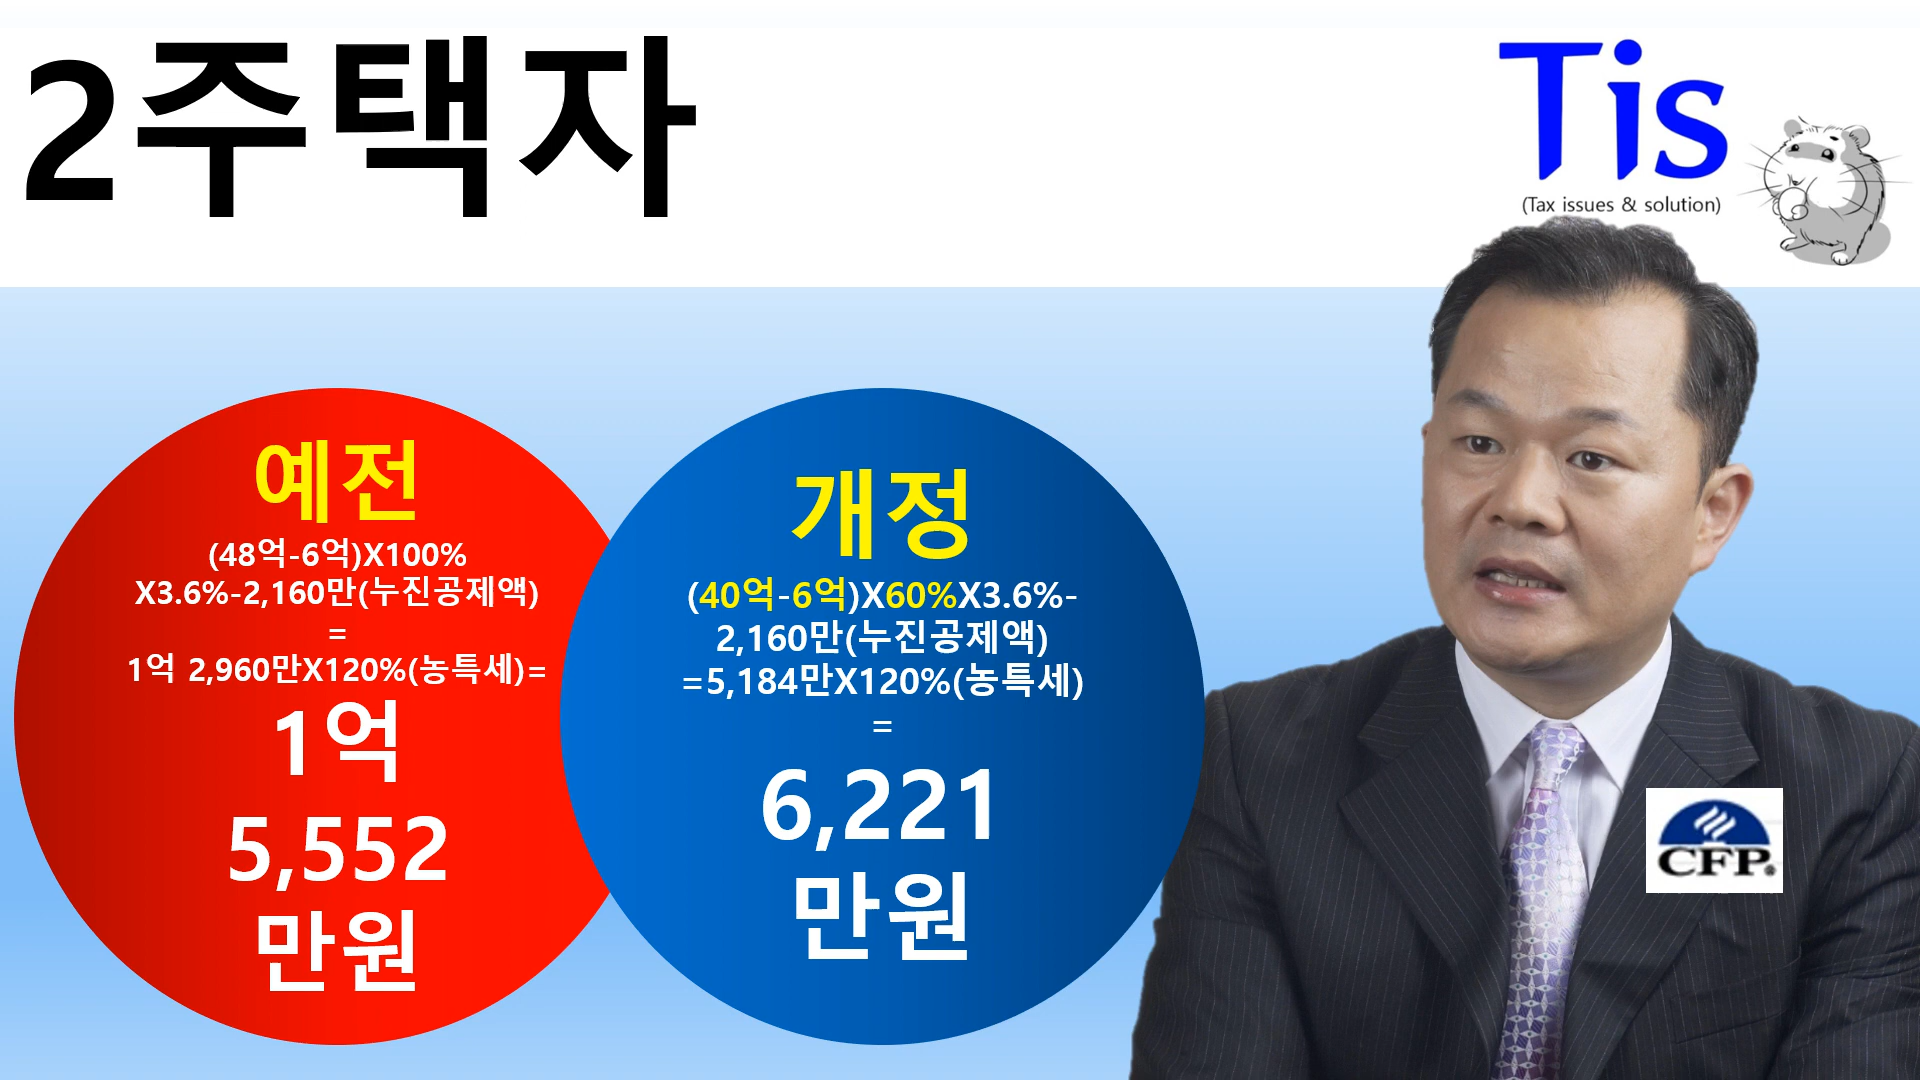 2주택자
Tis
(Tax issues & solution)
예전
(48억-6억)X100%
X3.6%-2,160만(누진공제액)
=
1억 2,960만X120%(농특세)=
1억
5,552
만원
개정
(40억-6억)X60%X3.6%-
2,160만(누진공제액)
=5,184만X120%(농특세)
=
6,221
만원
CFP®